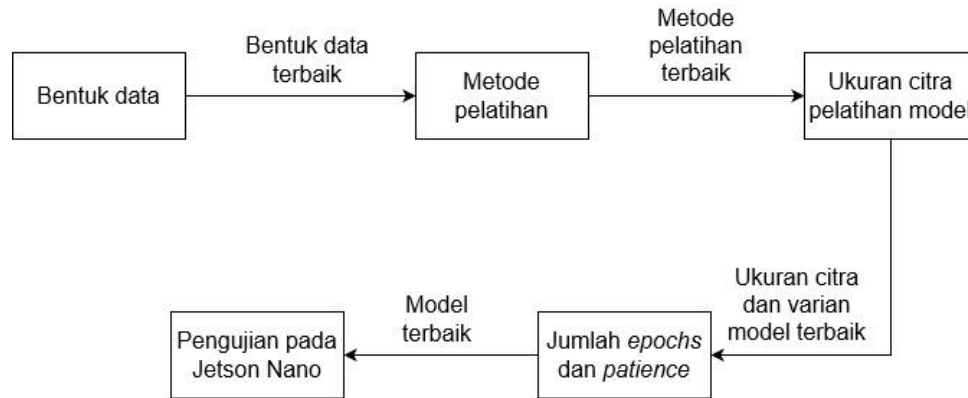 Bentuk data
Bentuk data
terbaik
Metode
pelatihan
Metode
pelatihan
terbaik
Ukuran citra
pelatihan model
Ukuran citra
dan varian
model terbaik
Jumlah epochs
dan patience
Model
terbaik
Pengujian pada
Jetson Nano